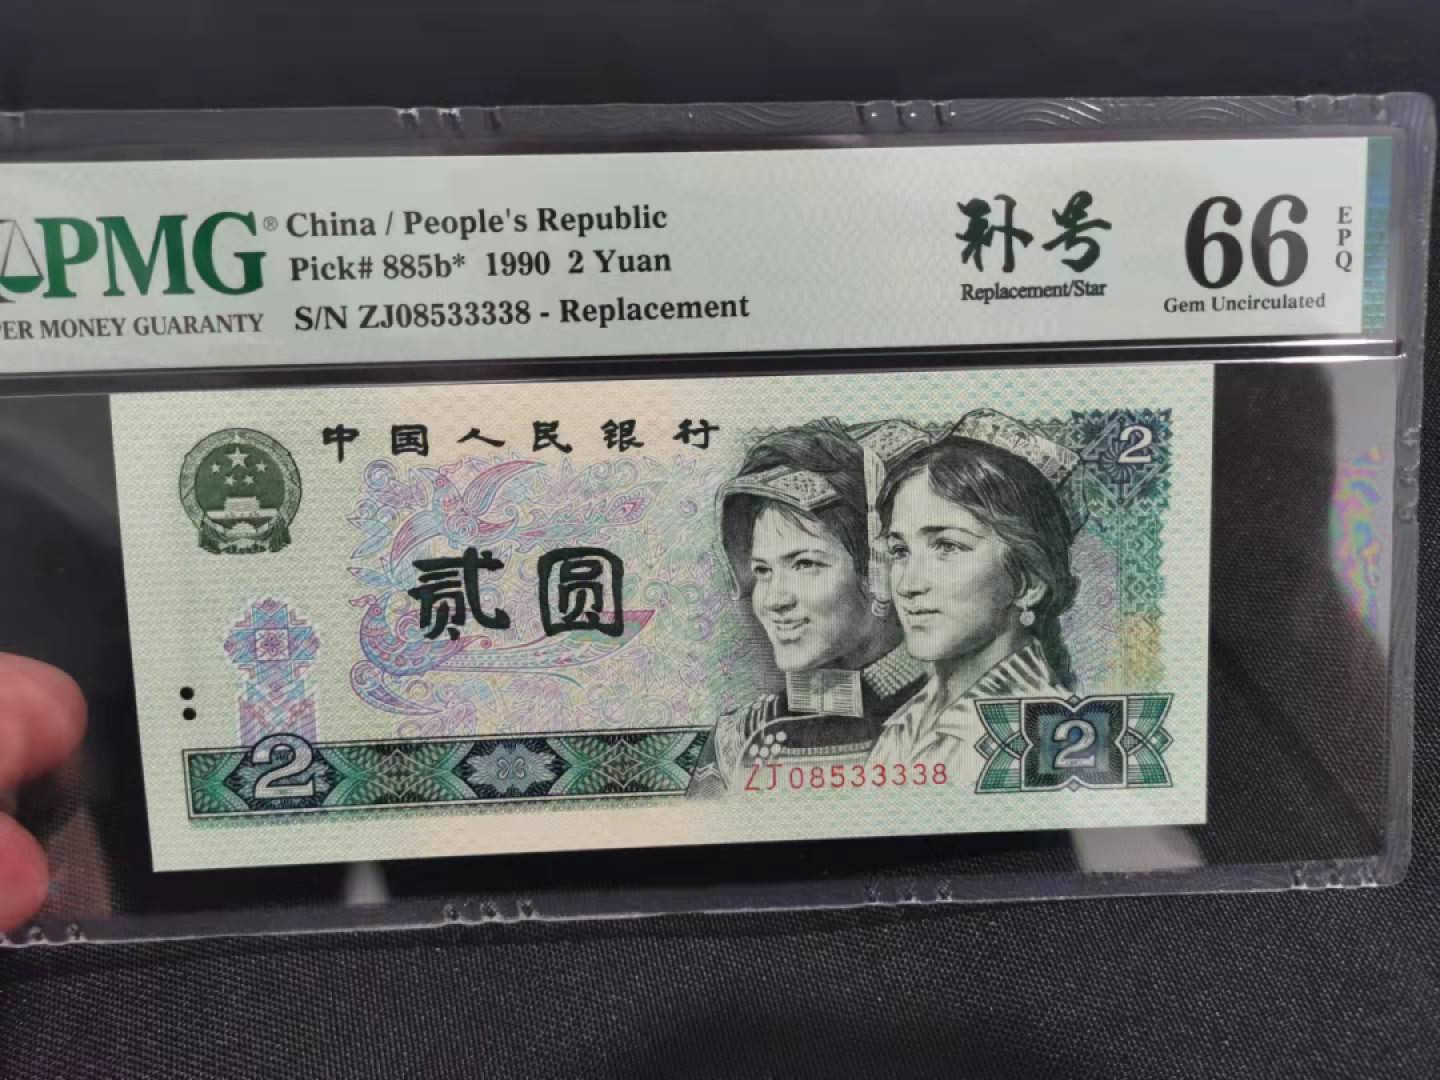 PMG®
PER MONEY GUARANTY
China / People's Republic
Pick# 885b* 1990 2 Yuan
S/N ZJ08533338 - Replacement
补号
Replacement/Star
66
EPQ
Gem Uncirculated
中国人民银行
2
贰圆
2
2
ZJ08533338